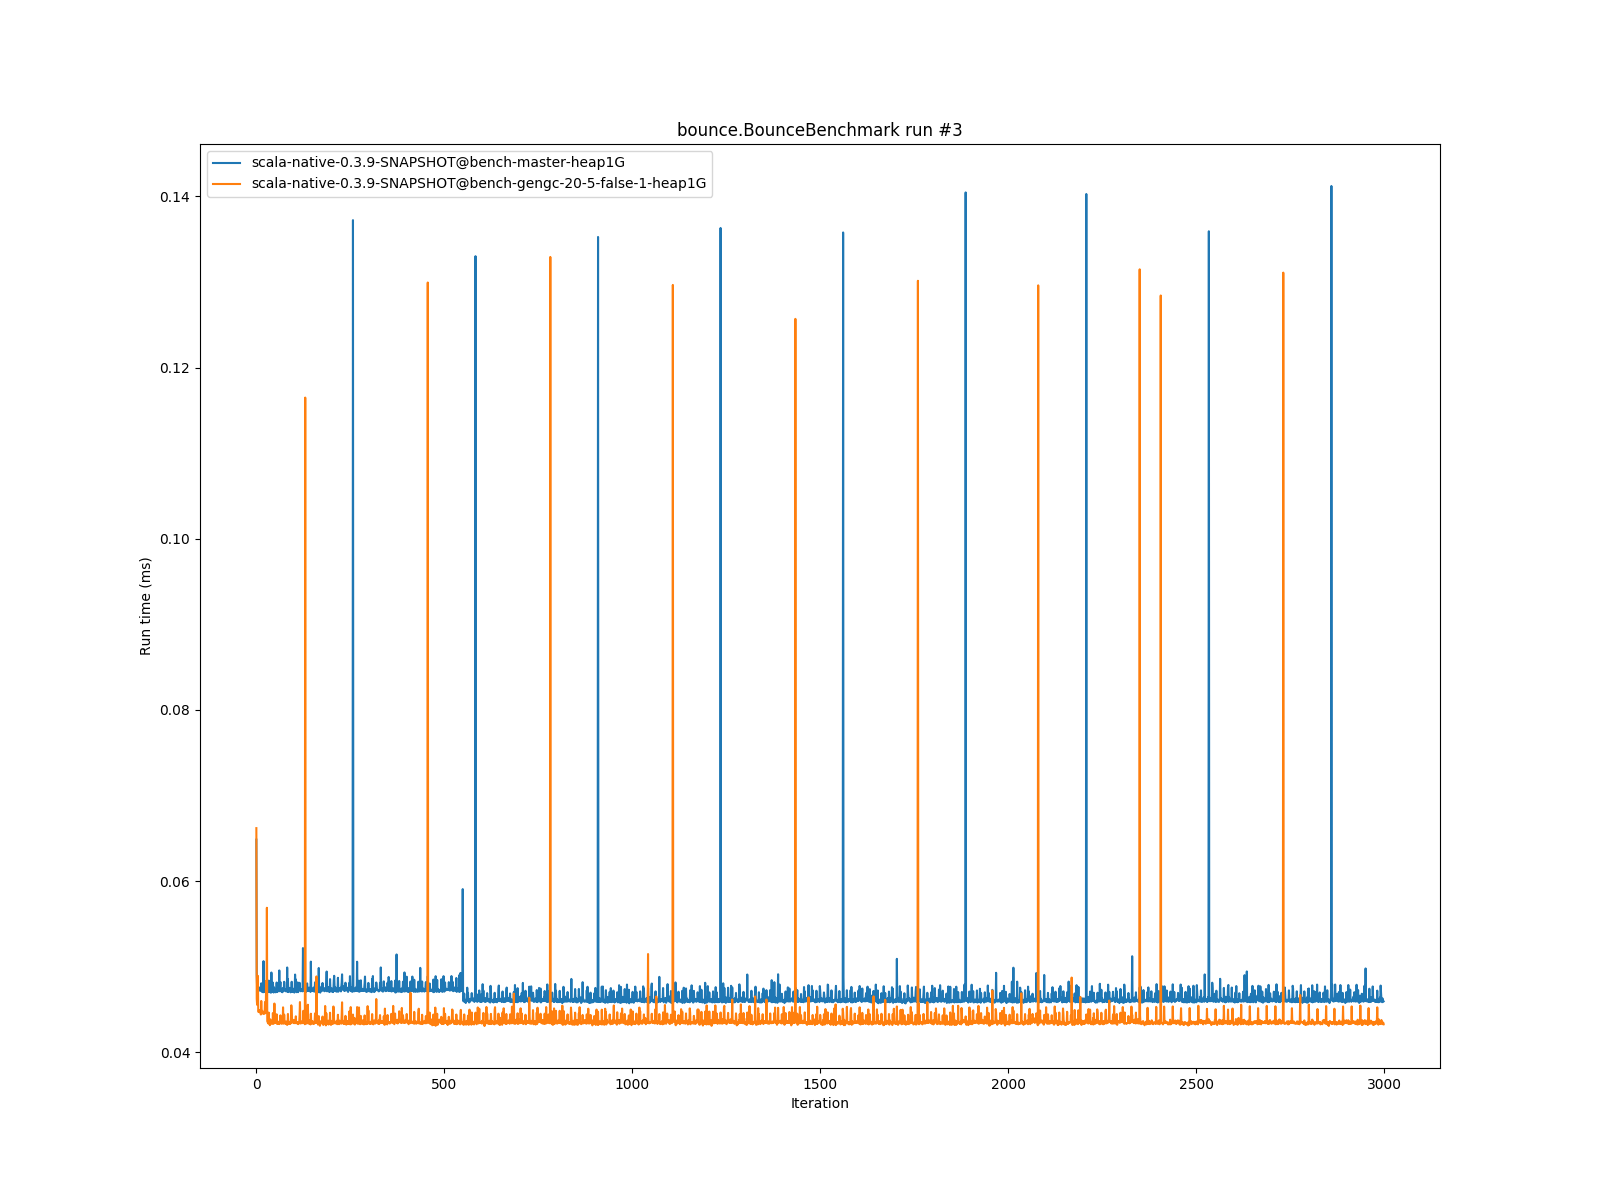 bounce.BounceBenchmark run #3
scala-native-0.3.9-SNAPSHOT@bench-master-heap1G
scala-native-0.3.9-SNAPSHOT@bench-gengc-20-5-false-1-heap1G
0.14
0.12
0.10
0.08
0.06
0.04
Run time (ms)
0 500 1000 1500 2000 2500 3000
Iteration